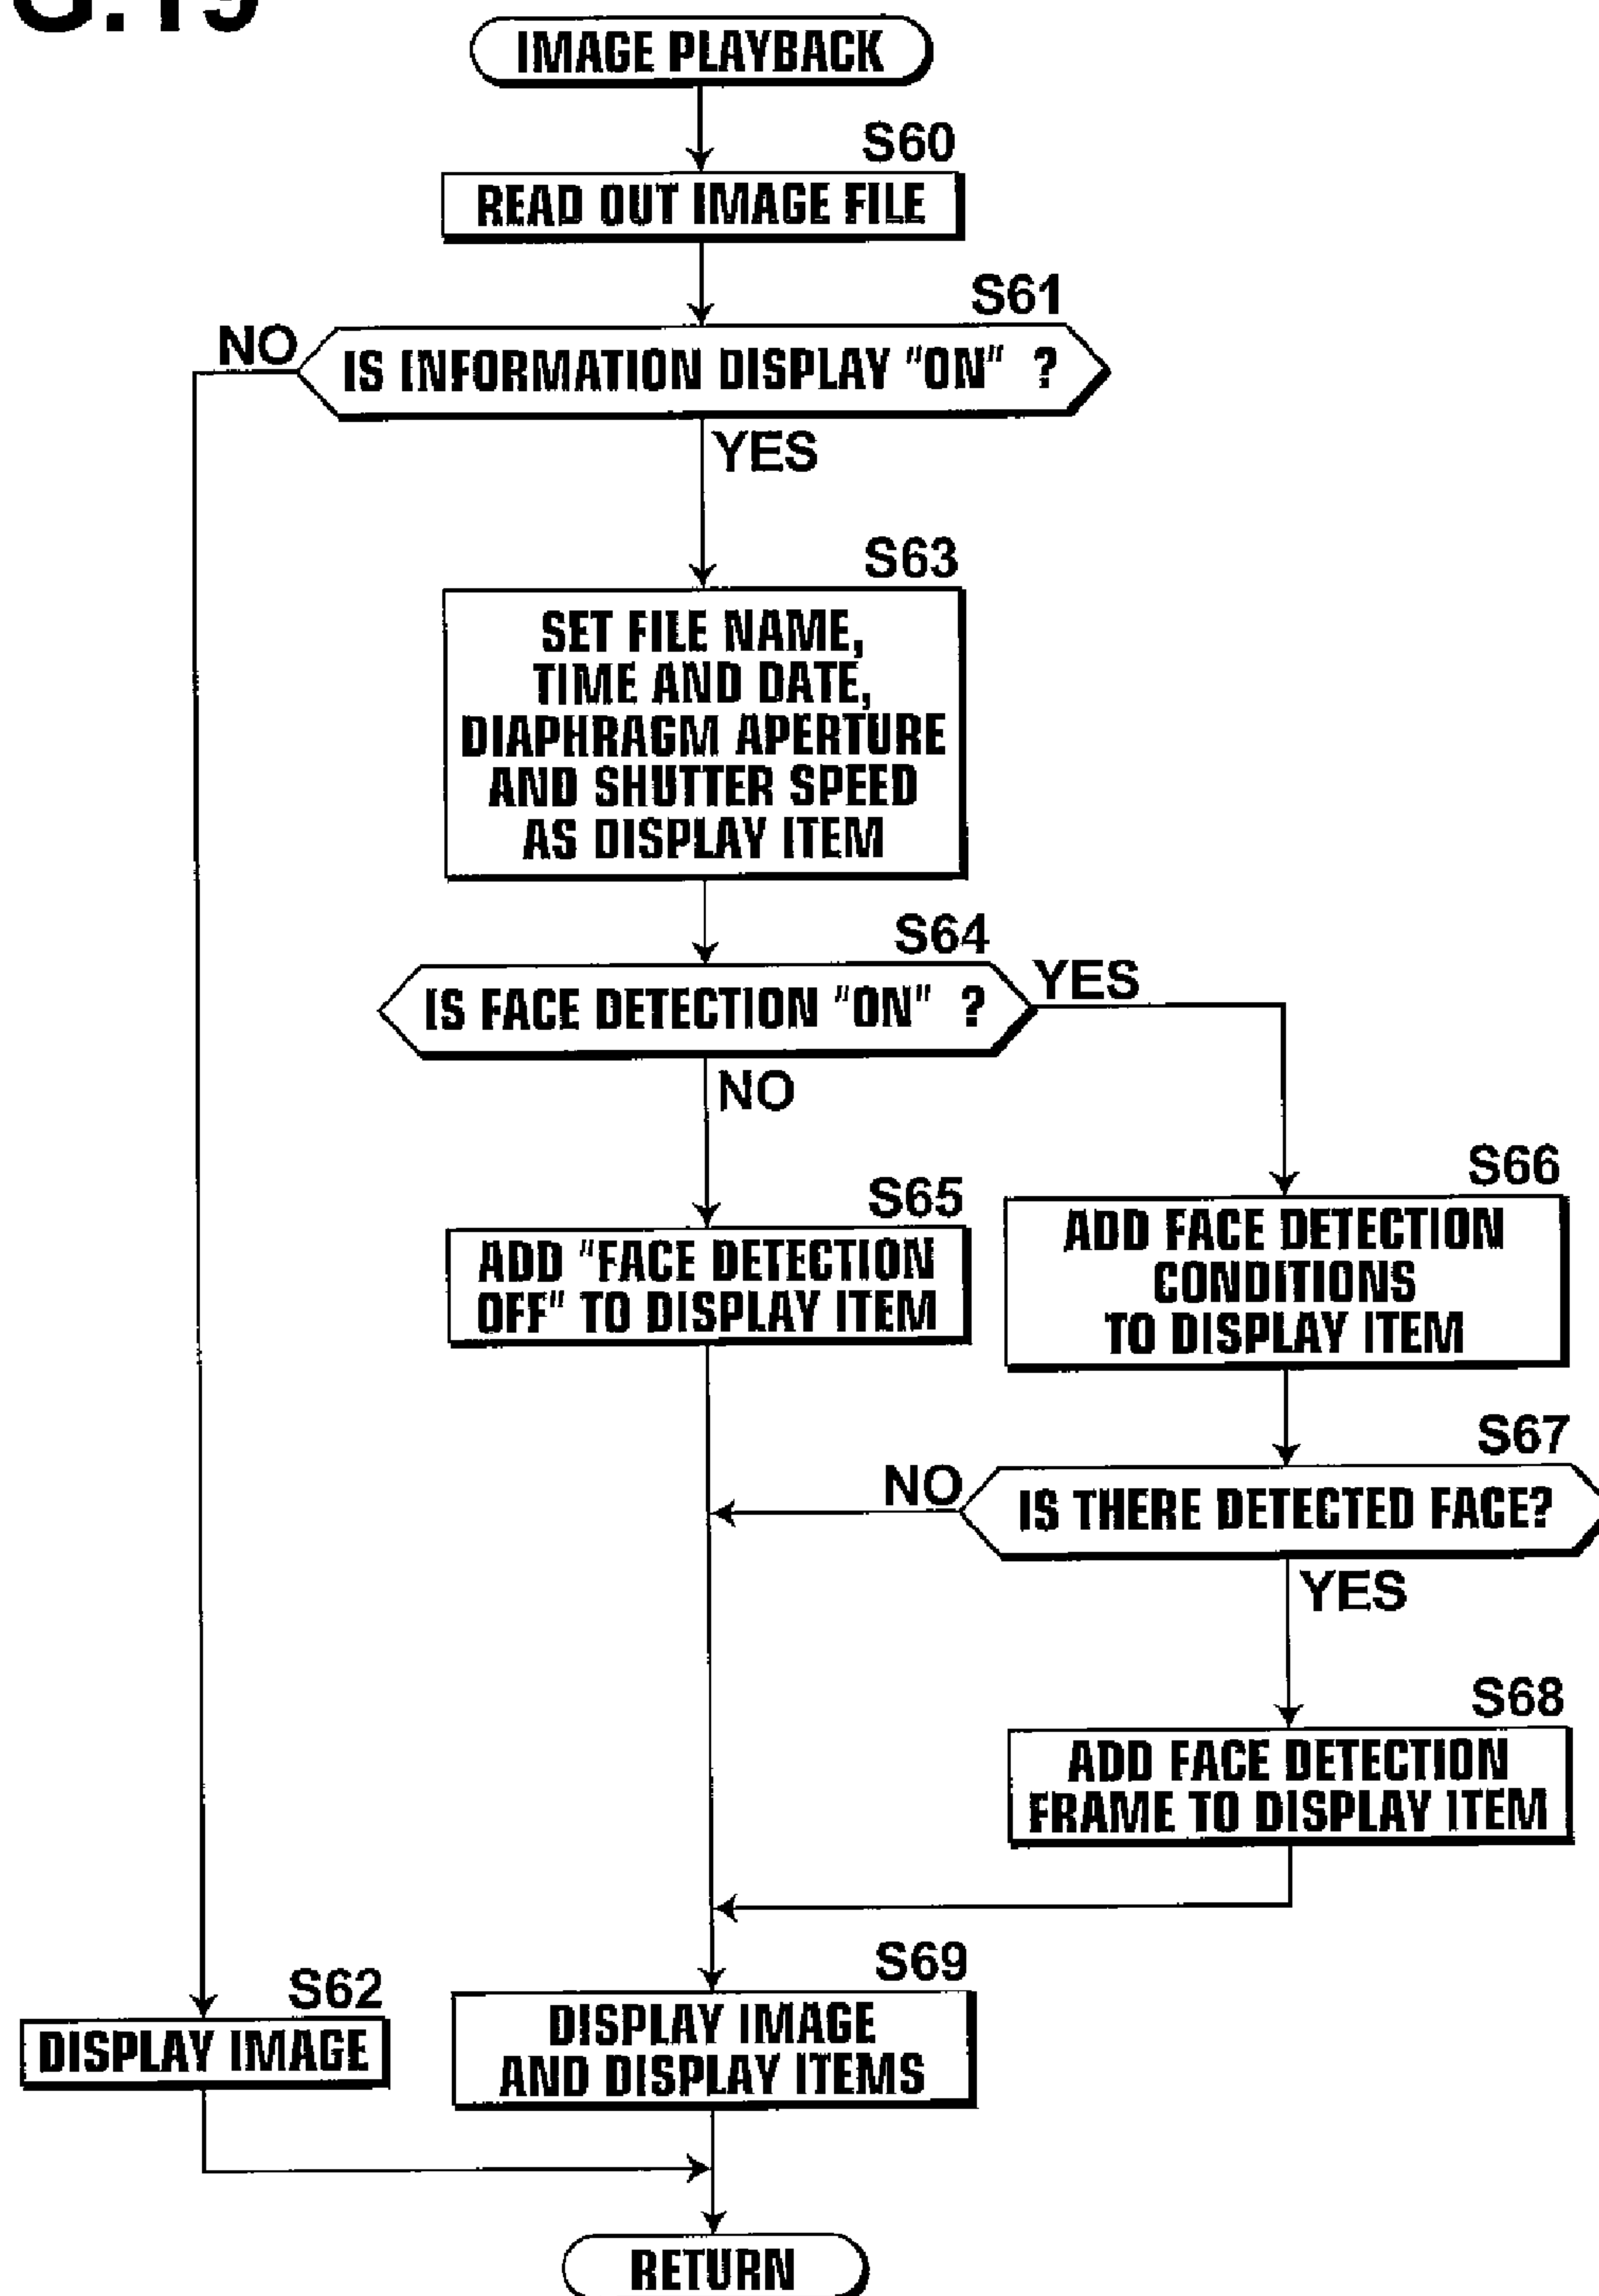 G.19
IMAGE PLAYBACK
S60
READ OUT IMAGE FILE
S61
NO
IS INFORMATION DISPLAY "ON" ?
YES
S63
SET FILE NAME,
TIME AND DATE,
DIAPHRAGM APERTURE
AND SHUTTER SPEED
AS DISPLAY ITEM
S64
IS FACE DETECTION "ON" ?
YES
NO
S65
ADD "FACE DETECTION
OFF" TO DISPLAY ITEM
S66
ADD FACE DETECTION
CONDITIONS
TO DISPLAY ITEM
S67
NO
IS THERE DETECTED FACE?
YES
S68
ADD FACE DETECTION
FRAME TO DISPLAY ITEM
S62
DISPLAY IMAGE
S69
DISPLAY IMAGE
AND DISPLAY ITEMS
RETURN